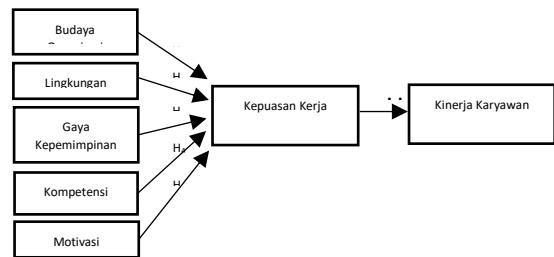 Budaya
Lingkungan
Gaya
Kepemimpinan
Kompetensi
Motivasi
H
H
H
Kepuasan Kerja
Kinerja Karyawan